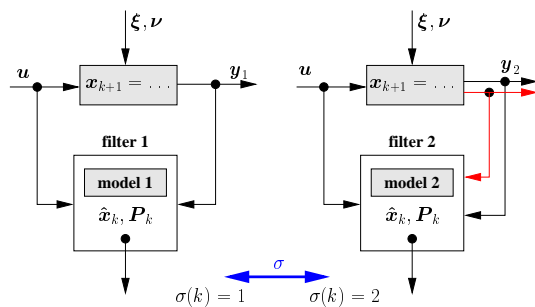 ξ, ν
ξ, ν
u
x_{k+1} = ...
y_1
u
x_{k+1} = ...
y_2
filter 1
filter 2
model 1
model 2
x̂_k, P_k
x̂_k, P_k
σ
σ(k) = 1
σ(k) = 2